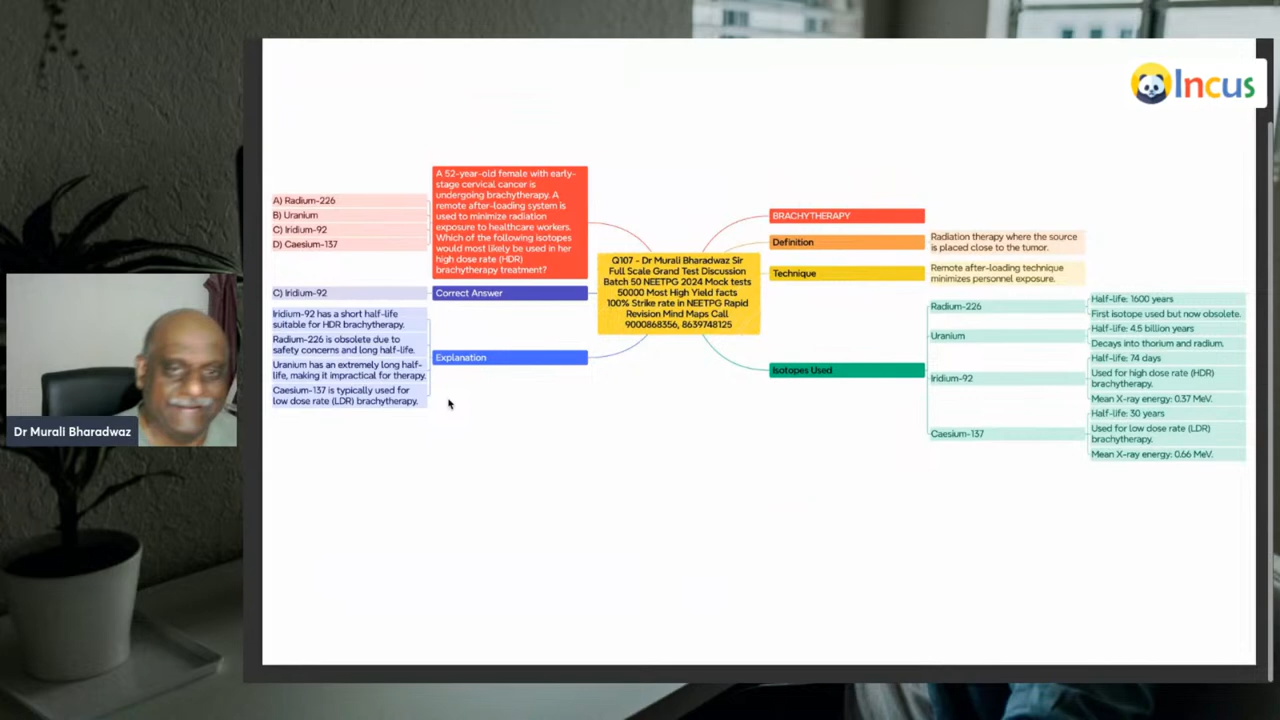 Incus
A 52-year-old female with early-
stage cervical cancer is
undergoing brachytherapy. A
remote after-loading system is
used to minimize radiation
exposure to healthcare workers.
Which of the following isotopes
would most likely be used in her
high dose rate (HDR)
brachytherapy treatment?
A) Radium-226
B) Uranium
C) Iridium-92
D) Caesium-137
Correct Answer
C) Iridium-92
Explanation
Iridium-92 has a short half-life
suitable for HDR brachytherapy.
Radium-226 is obsolete due to
safety concerns and long half-life.
Uranium has an extremely long half-
life, making it impractical for therapy.
Caesium-137 is typically used for
low dose rate (LDR) brachytherapy.
Q107 - Dr Murali Bharadwaz Sir
Full Scale Grand Test Discussion
Batch 50 NEETPG 2024 Mock tests
50000 Most High Yield facts
100% Strike rate in NEETPG Rapid
Revision Mind Maps Call
9000868356, 8639748125
BRACHYTHERAPY
Definition
Radiation therapy where the source
is placed close to the tumor.
Technique
Remote after-loading technique
minimizes personnel exposure.
Isotopes Used
Radium-226
Half-life: 1600 years
First isotope used but now obsolete.
Uranium
Half-life: 4.5 billion years
Decays into thorium and radium.
Iridium-92
Half-life: 74 days
Used for high dose rate (HDR)
brachytherapy.
Mean X-ray energy: 0.37 MeV.
Caesium-137
Half-life: 30 years
Used for low dose rate (LDR)
brachytherapy.
Mean X-ray energy: 0.66 MeV.
Dr Murali Bharadwaz